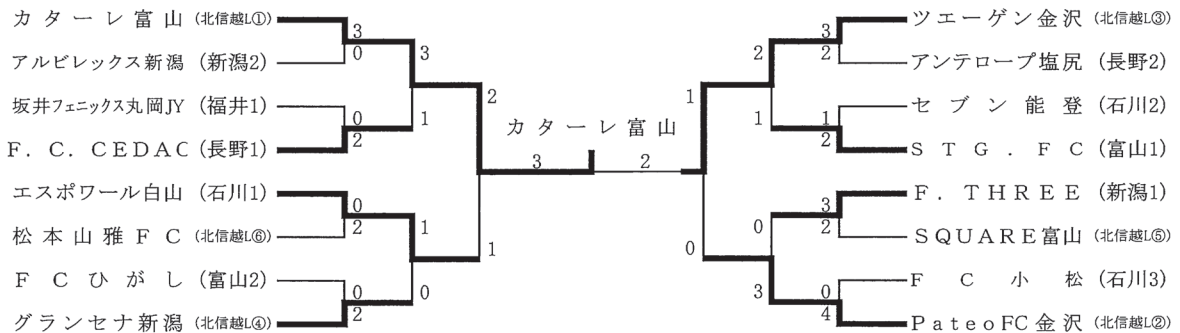 カターレ富山 (北信越L①)
3
0
アルビレックス新潟 (新潟2)
3
坂井フェニックス丸岡JY (福井1)
0
2
1
F.C.CEDAC (長野1)
2
エスポワール白山 (石川1)
0
2
1
松本山雅FC (北信越L⑥)
1
FCひがし (富山2)
0
2
0
グランセナ新潟 (北信越L④)
カターレ富山
3 2
ツエーゲン金沢 (北信越L③)
3
2
2
アンテロープ塩尻 (長野2)
1
セブン能登 (石川2)
1
2
1
STG.FC (富山1)
F.THREE (新潟1)
3
2
0
SQUARE富山 (北信越L⑤)
0
FC小松 (石川3)
0
4
3
PateoFC金沢 (北信越L②)